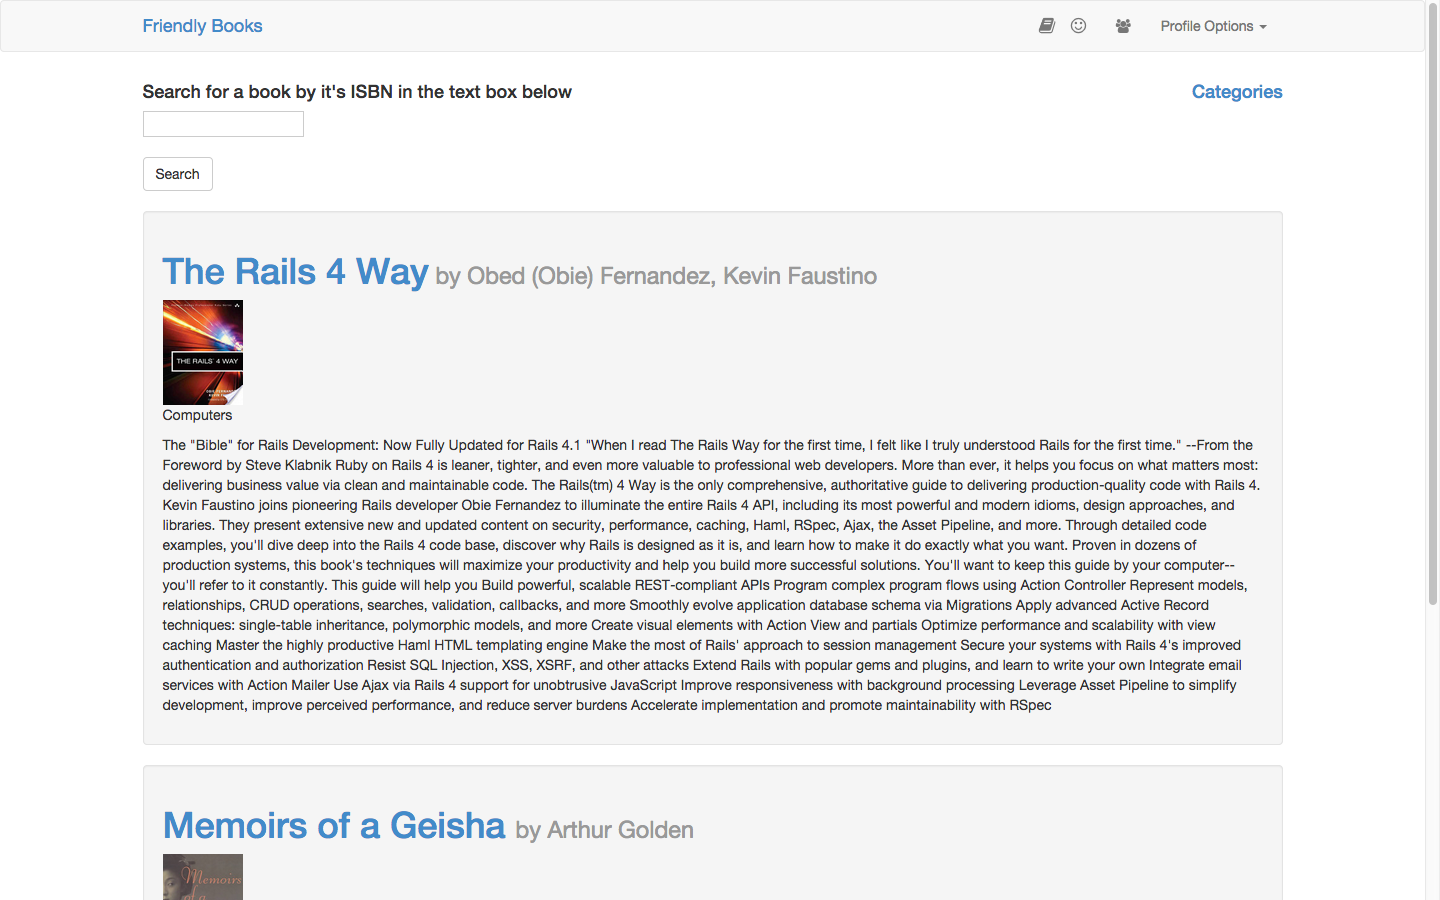 Friendly Books
Profile Options
Search for a book by it's ISBN in the text box below
Categories
Search
The Rails 4 Way by Obed (Obie) Fernandez, Kevin Faustino
THE RAILS 4 WAY
Computers
The "Bible" for Rails Development: Now Fully Updated for Rails 4.1 "When I read The Rails Way for the first time, I felt like I truly understood Rails for the first time." --From the
Foreword by Steve Klabnik Ruby on Rails 4 is leaner, tighter, and even more valuable to professional web developers. More than ever, it helps you focus on what matters most:
delivering business value via clean and maintainable code. The Rails(tm) 4 Way is the only comprehensive, authoritative guide to delivering production-quality code with Rails 4.
Kevin Faustino joins pioneering Rails developer Obie Fernandez to illuminate the entire Rails 4 API, including its most powerful and modern idioms, design approaches, and
libraries. They present extensive new and updated content on security, performance, caching, Haml, RSpec, Ajax, the Asset Pipeline, and more. Through detailed code
examples, you'll dive deep into the Rails 4 code base, discover why Rails is designed as it is, and learn how to make it do exactly what you want. Proven in dozens of
production systems, this book's techniques will maximize your productivity and help you build more successful solutions. You'll want to keep this guide by your computer--
you'll refer to it constantly. This guide will help you Build powerful, scalable REST-compliant APIs Program complex program flows using Action Controller Represent models,
relationships, CRUD operations, searches, validation, callbacks, and more Smoothly evolve application database schema via Migrations Apply advanced Active Record
techniques: single-table inheritance, polymorphic models, and more Create visual elements with Action View and partials Optimize performance and scalability with view
caching Master the highly productive Haml HTML templating engine Make the most of Rails' approach to session management Secure your systems with Rails 4's improved
authentication and authorization Resist SQL Injection, XSS, XSRF, and other attacks Extend Rails with popular gems and plugins, and learn to write your own Integrate email
services with Action Mailer Use Ajax via Rails 4 support for unobtrusive JavaScript Improve responsiveness with background processing Leverage Asset Pipeline to simplify
development, improve perceived performance, and reduce server burdens Accelerate implementation and promote maintainability with RSpec
Memoirs of a Geisha by Arthur Golden
Memoirs
of a